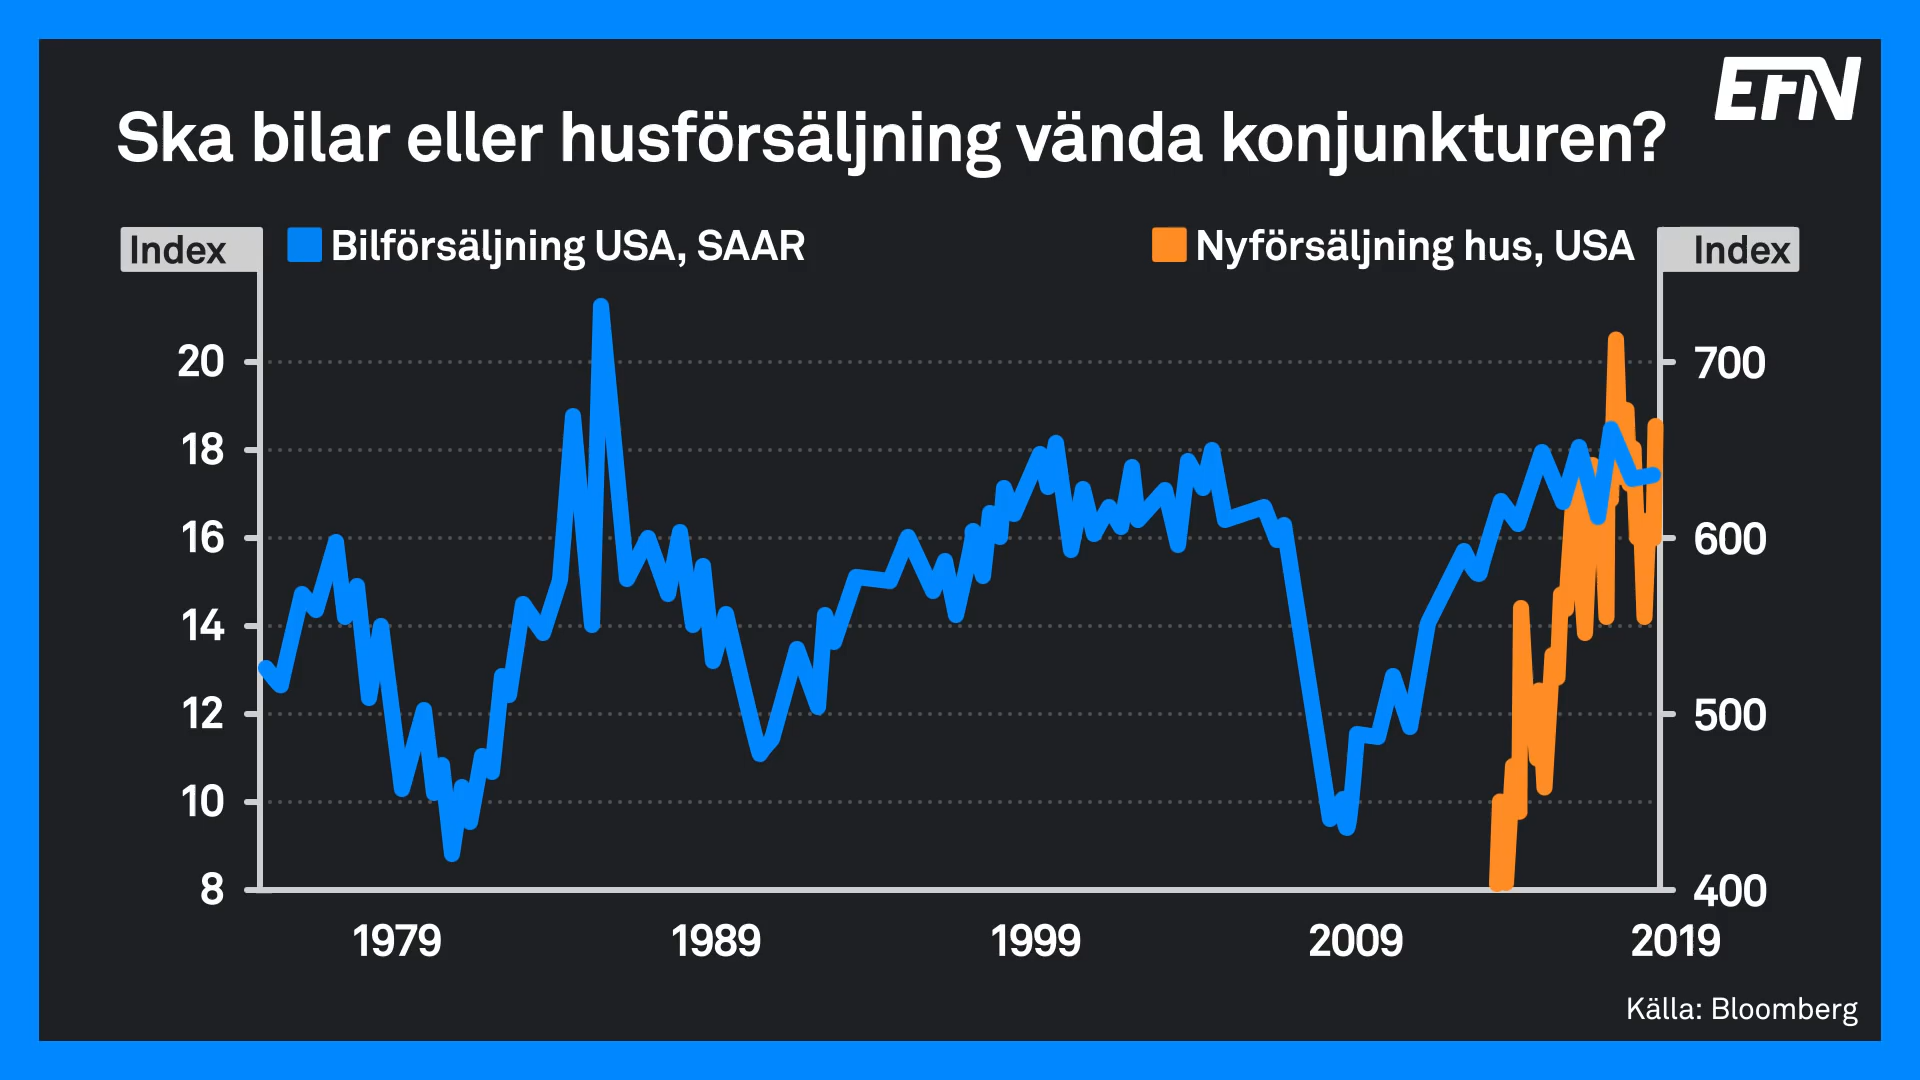 EFN
Ska bilar eller husförsäljning vända konjunkturen?
Index
Bilförsäljning USA, SAAR
Nyförsäljning hus, USA
Index
20
700
18
16
600
14
12
500
10
8
400
1979
1989
1999
2009
2019
Källa: Bloomberg